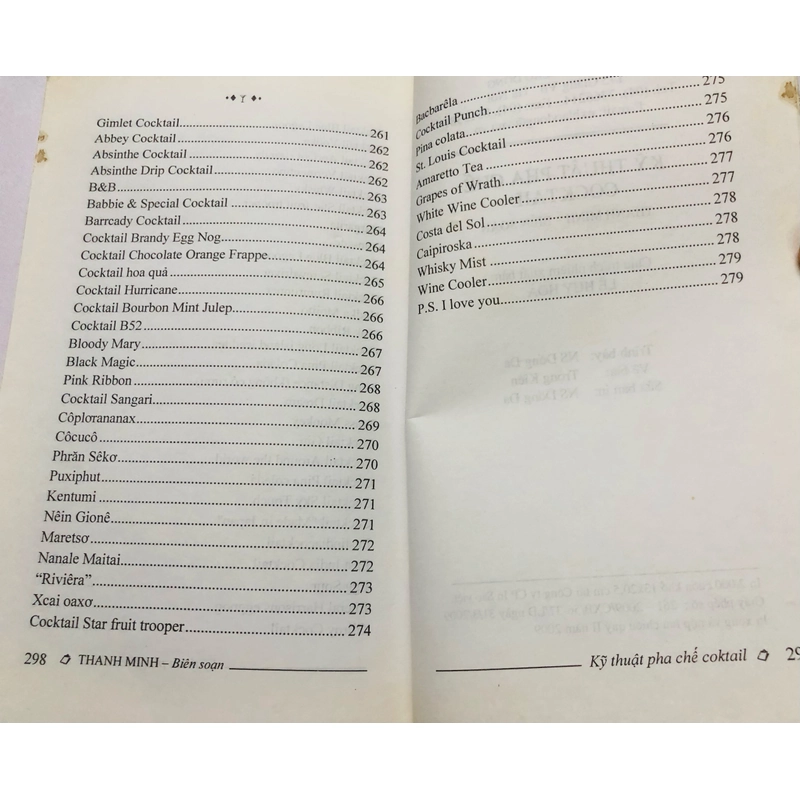 Gimlet Cocktail..........261
Abbey Cocktail..........262
Absinthe Cocktail..........262
Absinthe Drip Cocktail..........262
B&B..........263
Babbie & Special Cocktail..........263
Barrcady Cocktail..........264
Cocktail Brandy Egg Nog..........264
Cocktail Chocolate Orange Frappe..........264
Cocktail hoa quả..........265
Cocktail Hurricane..........266
Cocktail Bourbon Mint Julep..........266
Cocktail B52..........266
Bloody Mary..........267
Black Magic..........267
Pink Ribbon..........268
Cocktail Sangari..........268
Côplorananax..........269
Côcucô..........270
Phrăn Sêkơ..........270
Puxiphut..........271
Kentumi..........271
Nêin Gionê..........271
Maretsơ..........272
Nanale Maitai..........272
“Riviêra”..........273
Xcai oaxơ..........273
Cocktail Star fruit trooper..........274
298 THANH MINH – Biên soạn
Bacbarêla..........275
Cocktail Punch..........275
Pina colata..........276
St. Louis Cocktail..........276
Amaretto Tea..........277
Grapes of Wrath..........277
White Wine Cooler..........278
Costa del Sol..........278
Caipiroska..........278
Whisky Mist..........279
Wine Cooler..........279
P.S. I love you..........
Kỹ thuật pha chế coktail